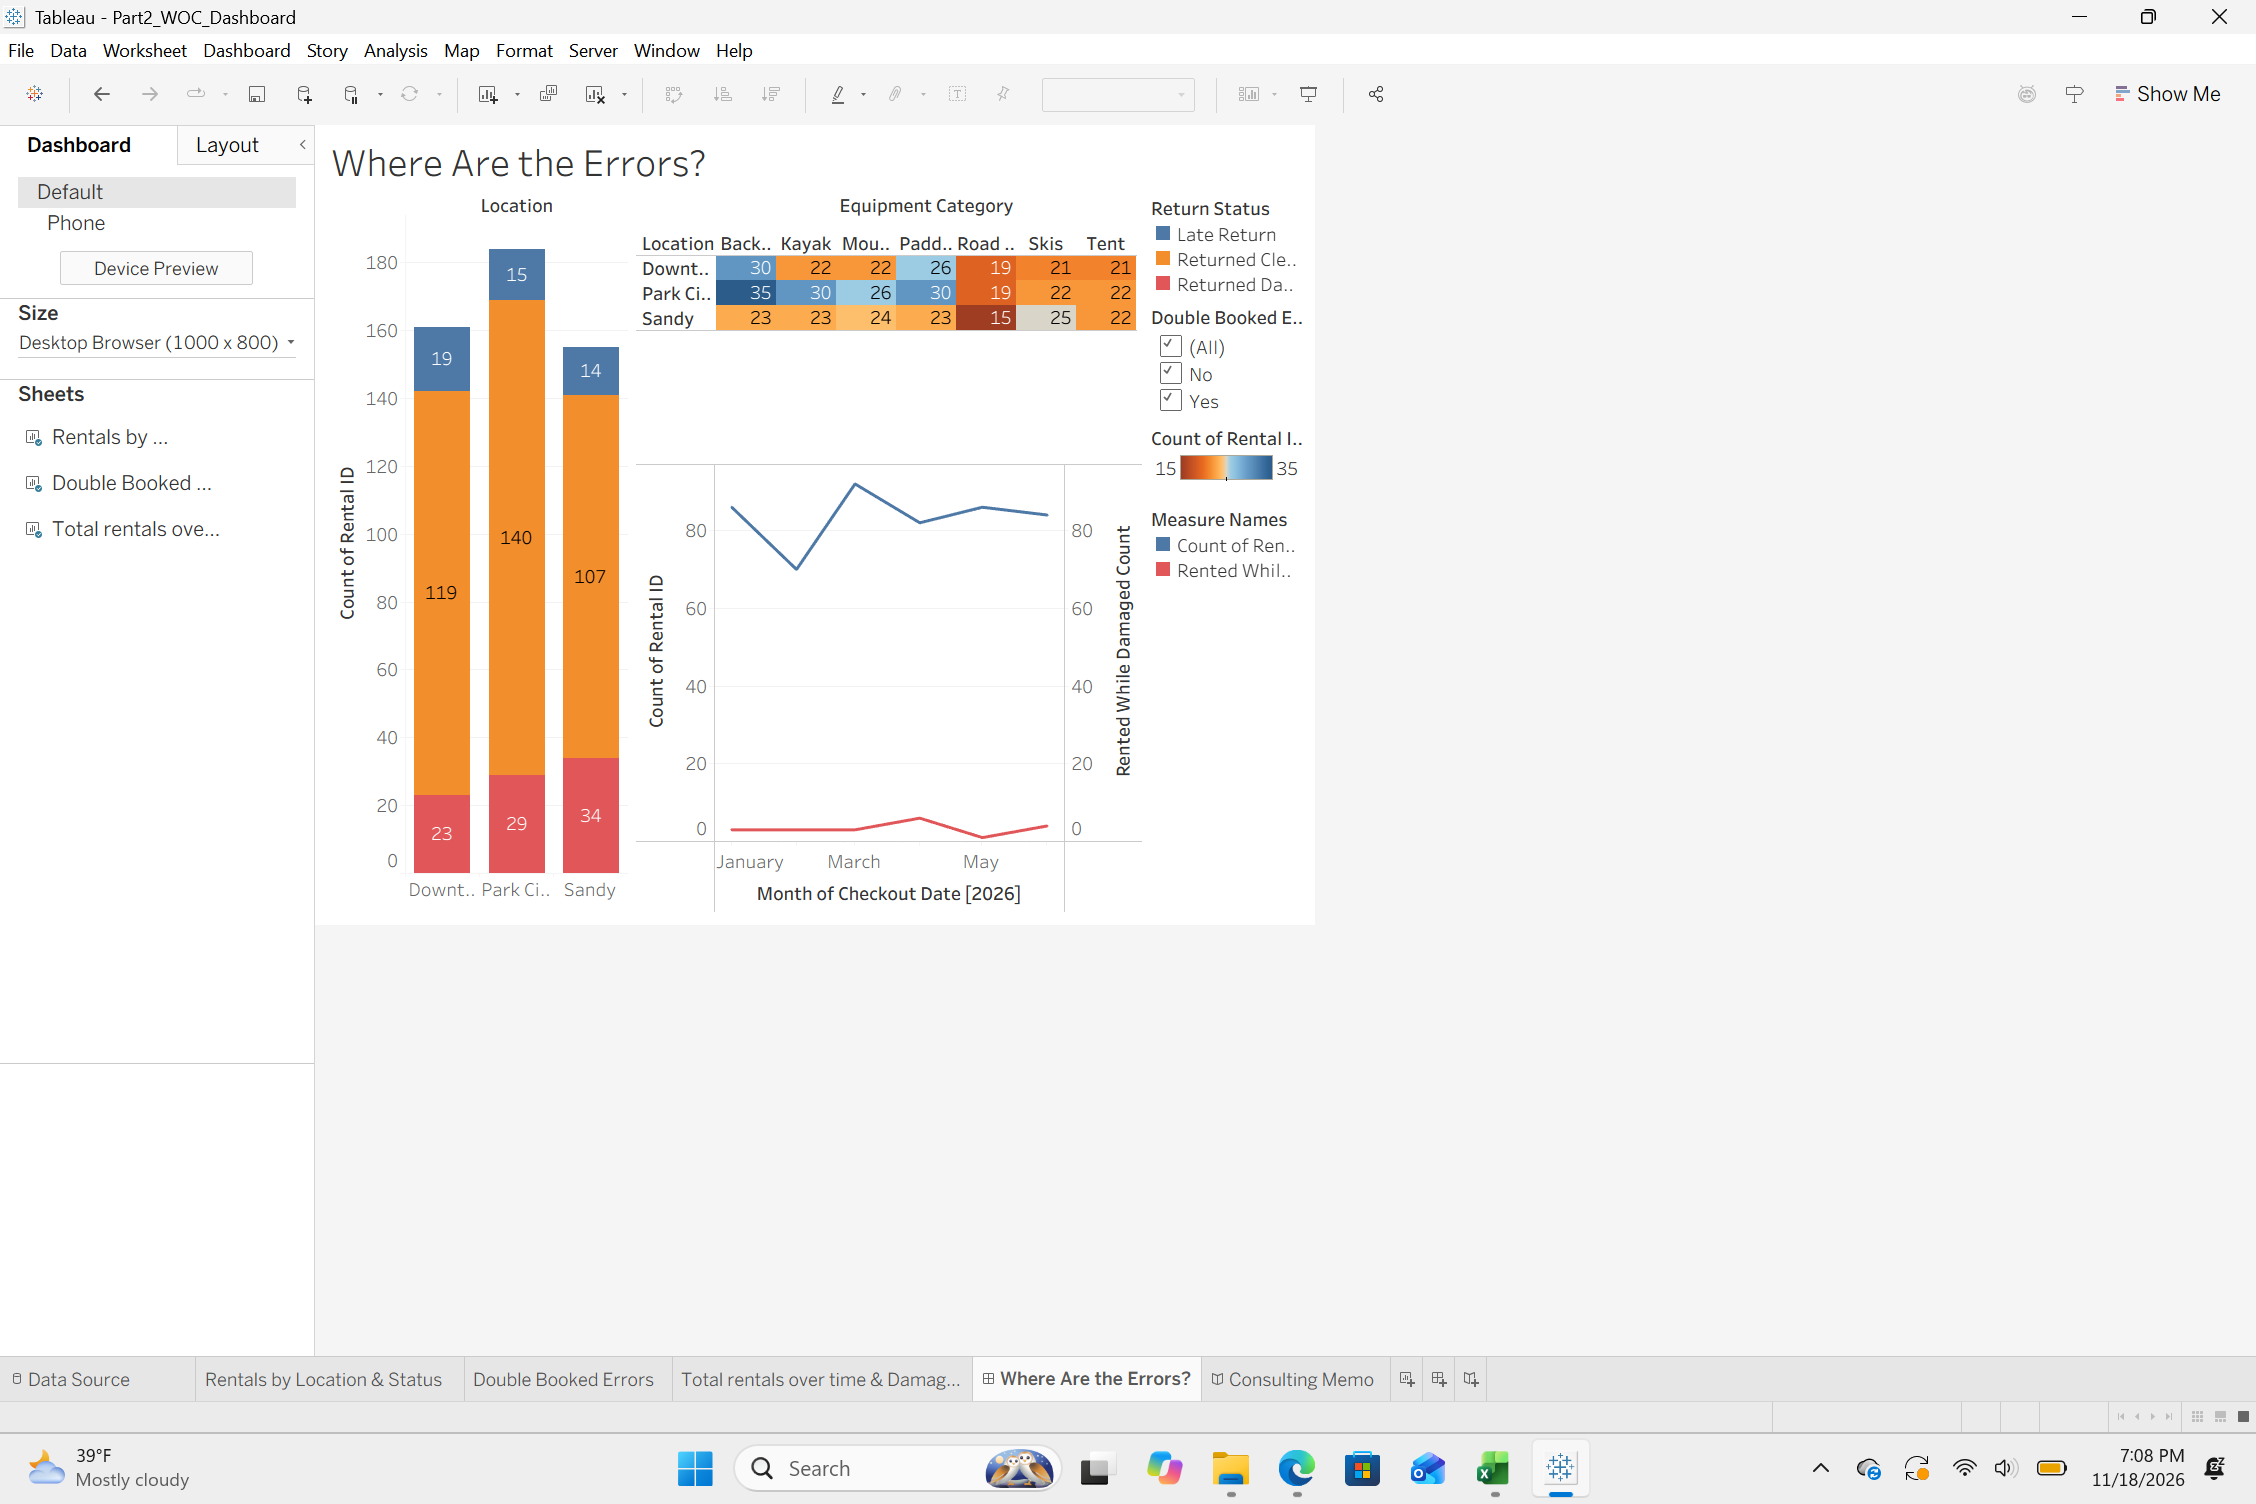 Tableau - Part2_WOC_Dashboard
File Data Worksheet Dashboard Story Analysis Map Format Server Window Help
Show Me
Dashboard Layout
Default
Phone
Device Preview
Size
Desktop Browser (1000 x 800)
Sheets
Rentals by ...
Double Booked ...
Total rentals ove...
Where Are the Errors?
Location
Count of Rental ID
180
160
140
120
100
80
60
40
20
0
19
119
23
15
140
29
14
107
34
Downt.. Park Ci.. Sandy
Equipment Category
Location Back.. Kayak Mou.. Padd.. Road .. Skis Tent
Downt.. 30 22 22 26 19 21 21
Park Ci.. 35 30 26 30 19 22 22
Sandy 23 23 24 23 15 25 22
Count of Rental ID
80
60
40
20
0
80
60
40
20
0
Rented While Damaged Count
January March May
Month of Checkout Date [2026]
Return Status
Late Return
Returned Cle..
Returned Da..
Double Booked E..
(All)
No
Yes
Count of Rental I..
15 35
Measure Names
Count of Ren..
Rented Whil..
Data Source Rentals by Location & Status Double Booked Errors Total rentals over time & Damag... Where Are the Errors? Consulting Memo
39°F
Mostly cloudy
Search
7:08 PM
11/18/2026